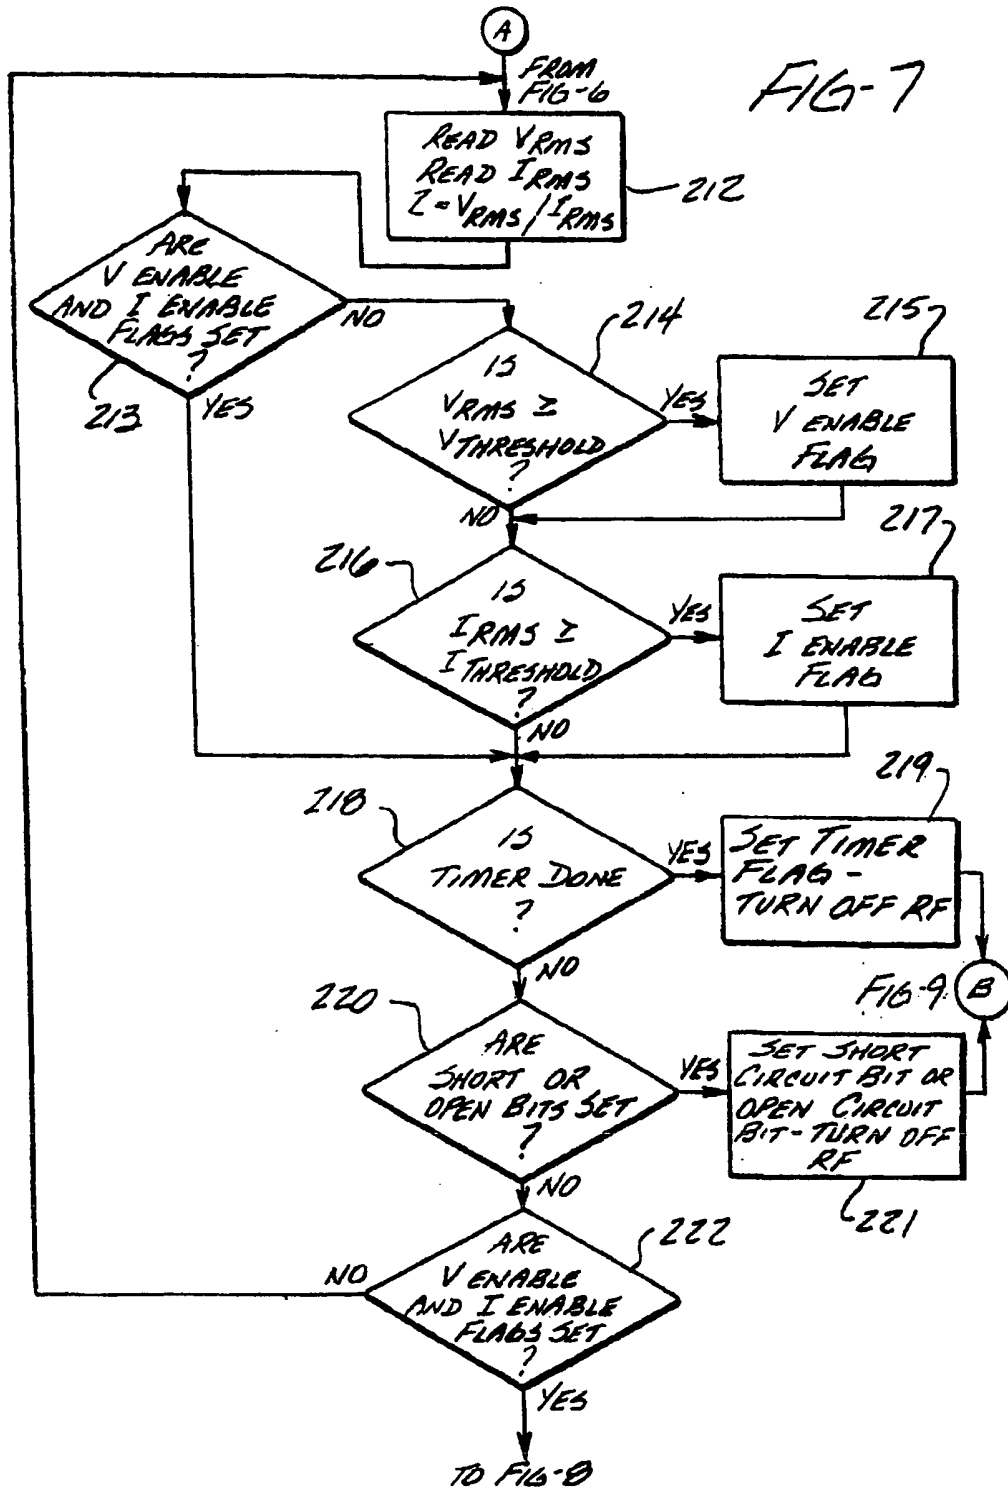 A
FROM
FIG-6
FIG-7
READ VRMS
READ IRMS
Z=VRMS/IRMS
212
ARE
V ENABLE
AND I ENABLE
FLAGS SET
?
NO
YES
213
214
IS
VRMS ≥
VTHRESHOLD
?
YES
NO
215
SET
V ENABLE
FLAG
216
IS
IRMS ≥
ITHRESHOLD
?
YES
NO
217
SET
I ENABLE
FLAG
218
IS
TIMER DONE
?
YES
NO
219
SET TIMER
FLAG-
TURN OFF RF
FIG-9
B
220
ARE
SHORT OR
OPEN BITS SET
?
YES
NO
SET SHORT
CIRCUIT BIT OR
OPEN CIRCUIT
BIT-TURN OFF
RF
221
222
ARE
V ENABLE
AND I ENABLE
FLAGS SET
?
NO
YES
TO FIG-8